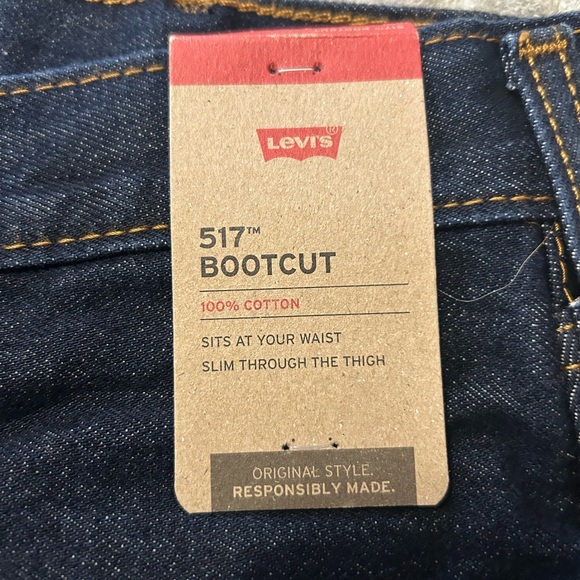 Levi's®
517™
BOOTCUT
100% COTTON
SITS AT YOUR WAIST
SLIM THROUGH THE THIGH
ORIGINAL STYLE.
RESPONSIBLY MADE.